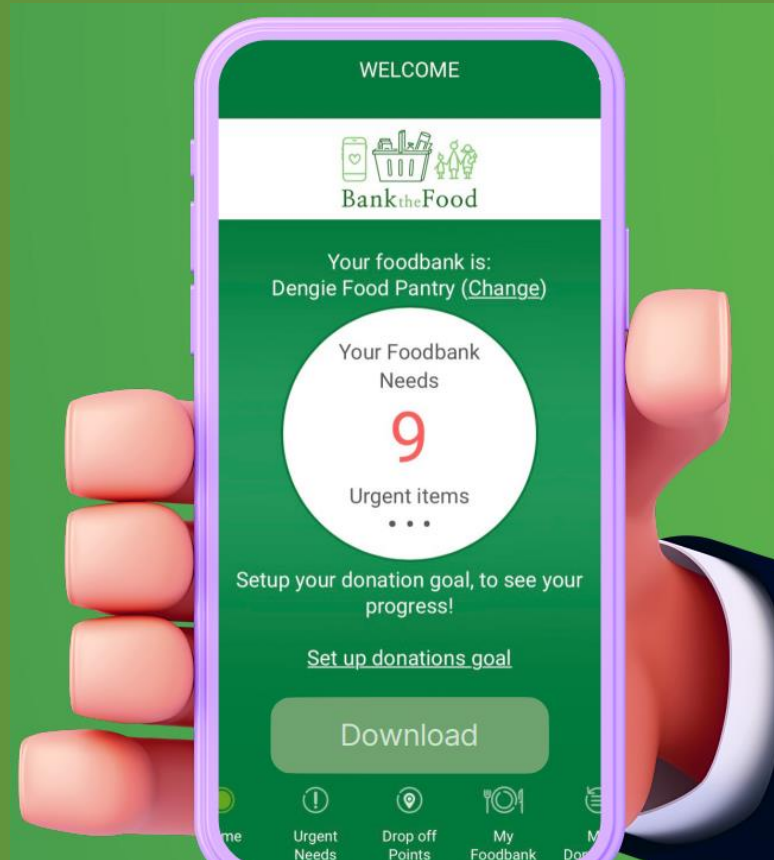 WELCOME
BanktheFood
Your foodbank is:
Dengie Food Pantry (Change)
Your Foodbank
Needs
9
Urgent items
Setup your donation goal, to see your
progress!
Set up donations goal
Download
Urgent
Needs
Drop off
Points
My
Foodbank